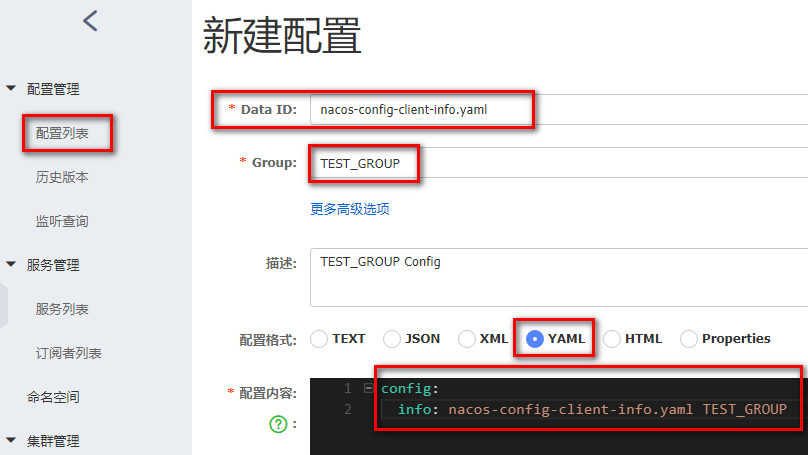 新建配置
配置管理
配置列表
历史版本
监听查询
服务管理
服务列表
订阅者列表
命名空间
集群管理
* Data ID: nacos-config-client-info.yaml
* Group: TEST_GROUP
更多高级选项
描述: TEST_GROUP Config
配置格式: TEXT JSON XML YAML HTML Properties
* 配置内容: ? :
1 config:
2 info: nacos-config-client-info.yaml TEST_GROUP